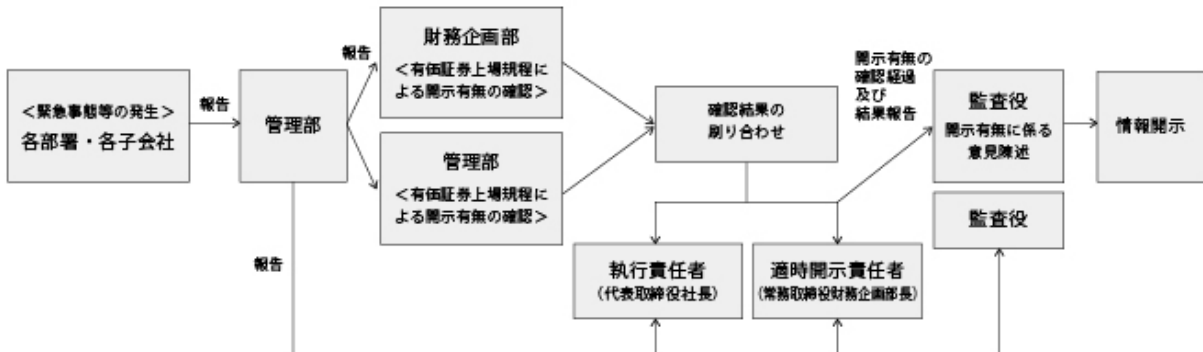 ＜緊急事態等の発生＞
各部署・各子会社
報告
管理部
報告
財務企画部
＜有価証券上場規程に
よる開示有無の確認＞
管理部
＜有価証券上場規程に
よる開示有無の確認＞
確認結果の
刷り合わせ
開示有無の
確認経過
及び
結果報告
監査役
開示有無に係る
意見陳述
情報開示
監査役
報告
執行責任者
（代表取締役社長）
適時開示責任者
（常務取締役財務企画部長）